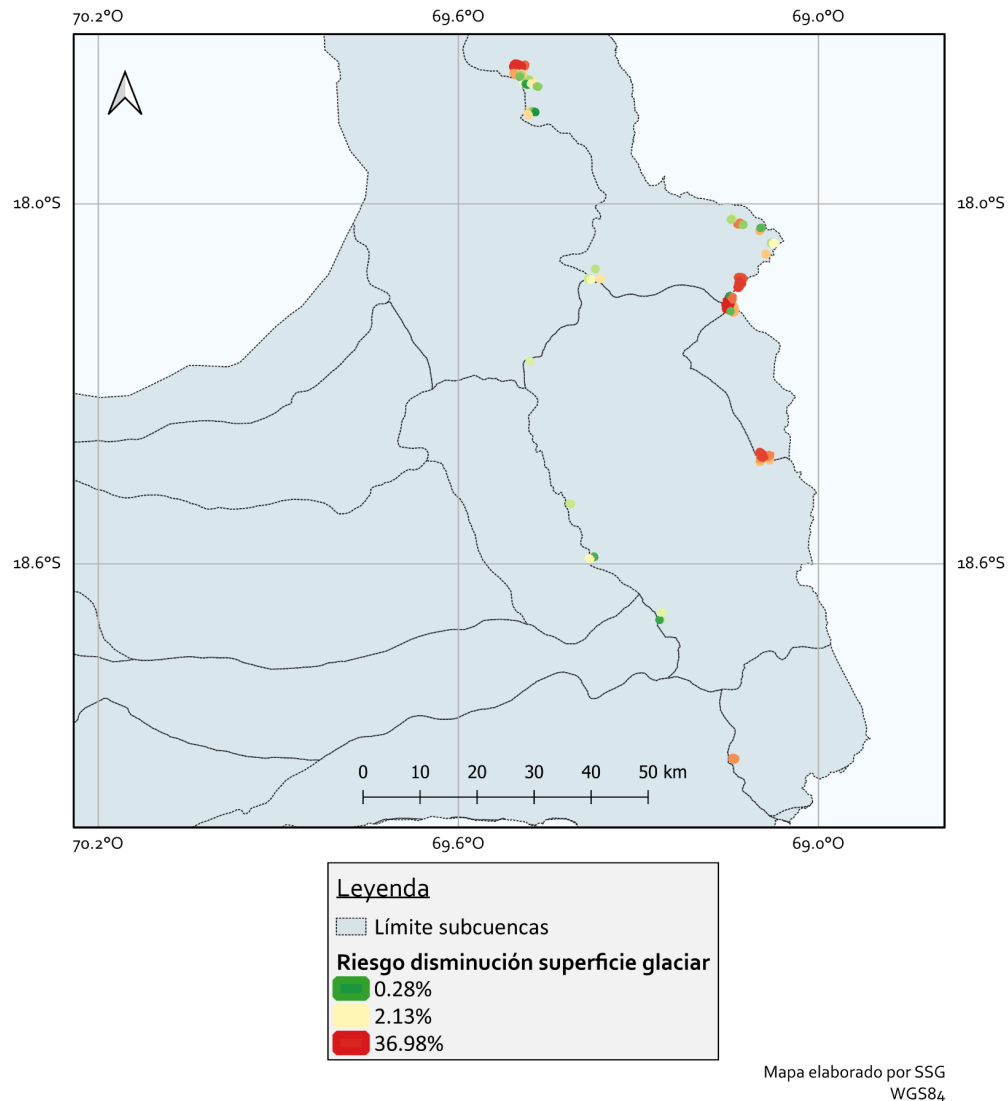 70.2°O 69.6°O 69.0°O
18.0°S 18.0°S
18.6°S 18.6°S
0 10 20 30 40 50 km
70.2°O 69.6°O 69.0°O
Leyenda
Límite subcuencas
Riesgo disminución superficie glaciar
0.28%
2.13%
36.98%
Mapa elaborado por SSG
WGS84